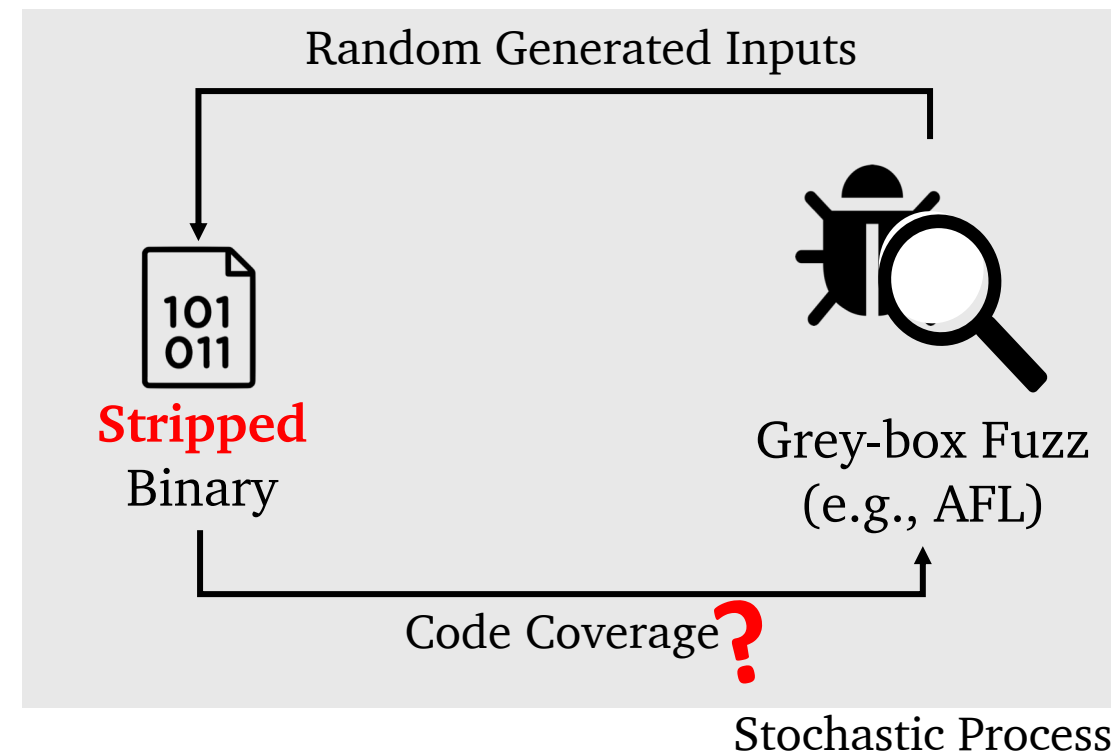 Random Generated Inputs
101
011
Stripped
Binary
Grey-box Fuzz
(e.g., AFL)
Code Coverage?
Stochastic Process